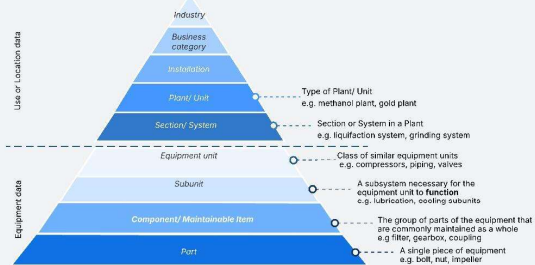 Industry
Business
category
Installation
Plant/ Unit
Type of Plant/ Unit
e.g. methanol plant, gold plant
Section/ System
Section or System in a Plant
e.g. liquifaction system, grinding system
Use or Location data
Equipment unit
Class of similar equipment units
e.g. compressors, piping, valves
Subunit
A subsystem necessary for the
equipment unit to function
e.g. lubrication, cooling subunits
Component/ Maintainable Item
The group of parts of the equipment that
are commonly maintained as a whole
e.g filter, gearbox, coupling
Part
A single piece of equipment
e.g. bolt, nut, impeller
Equipment data